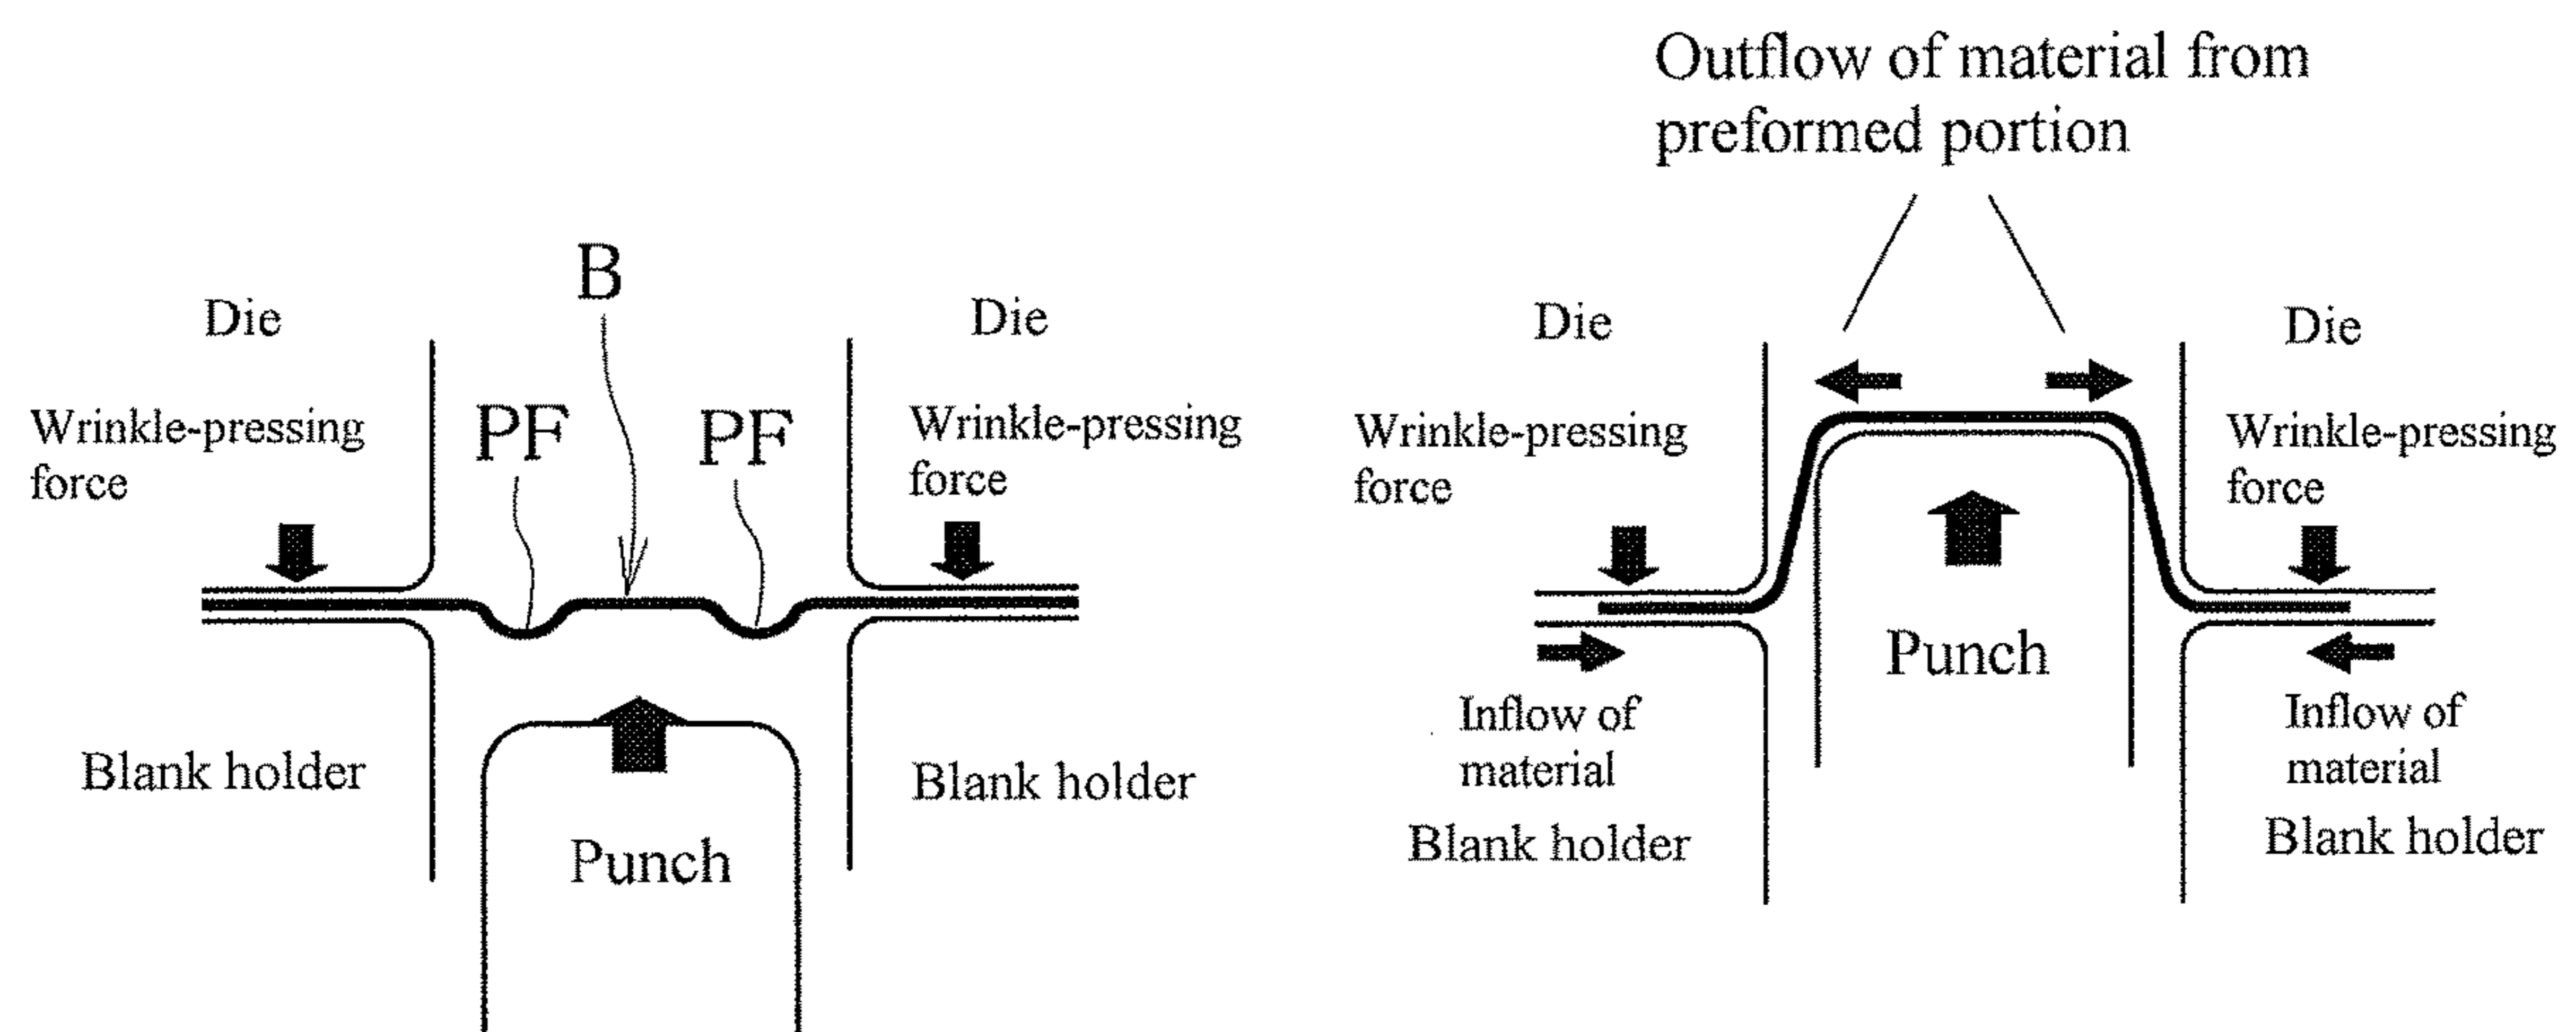 B
Die
Die
Wrinkle-pressing
force
PF
PF
Wrinkle-pressing
force
Blank holder
Blank holder
Punch
Outflow of material from
preformed portion
Die
Die
Wrinkle-pressing
force
Wrinkle-pressing
force
Punch
Inflow of
material
Inflow of
material
Blank holder
Blank holder